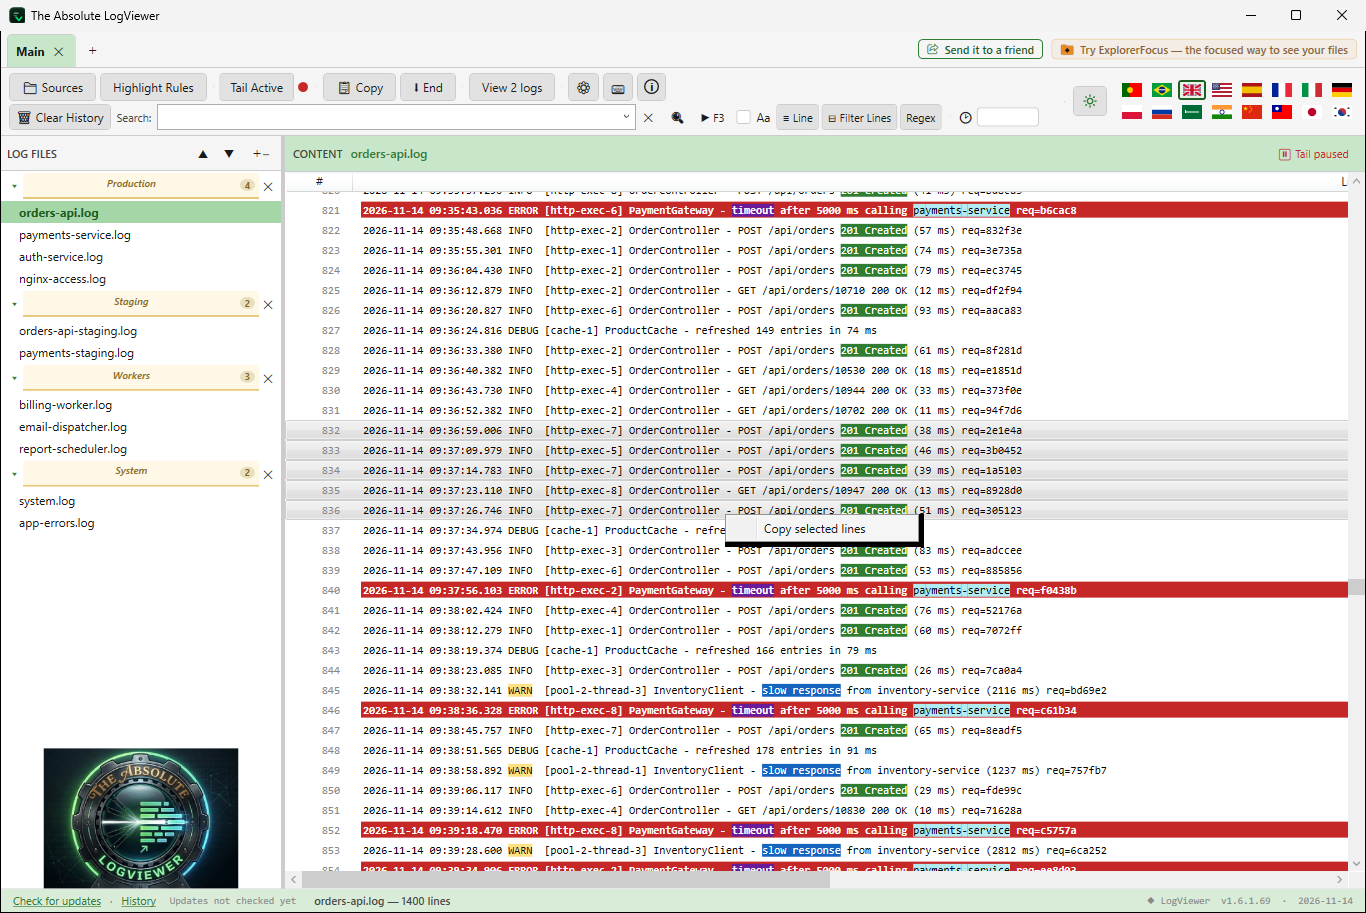 The Absolute LogViewer
Main
Send it to a friend
Try ExplorerFocus — the focused way to see your files
Sources
Highlight Rules
Tail Active
Copy
End
View 2 logs
Clear History
Search:
F3
Aa
Line
Filter Lines
Regex
LOG FILES
CONTENT orders-api.log
Tail paused
Production 4
orders-api.log
payments-service.log
auth-service.log
nginx-access.log
Staging 2
orders-api-staging.log
payments-staging.log
Workers 3
billing-worker.log
email-dispatcher.log
report-scheduler.log
System 2
system.log
app-errors.log
THE ABSOLUTE
LOGVIEWER
# L
821 2026-11-14 09:35:43.036 ERROR [http-exec-6] PaymentGateway - timeout after 5000 ms calling payments-service req=b6cac8
822 2026-11-14 09:35:48.668 INFO [http-exec-2] OrderController - POST /api/orders 201 Created (57 ms) req=832f3e
823 2026-11-14 09:35:55.301 INFO [http-exec-1] OrderController - POST /api/orders 201 Created (74 ms) req=3e735a
824 2026-11-14 09:36:04.430 INFO [http-exec-2] OrderController - POST /api/orders 201 Created (79 ms) req=ec3745
825 2026-11-14 09:36:12.879 INFO [http-exec-2] OrderController - GET /api/orders/10710 200 OK (12 ms) req=df2f94
826 2026-11-14 09:36:20.827 INFO [http-exec-6] OrderController - POST /api/orders 201 Created (93 ms) req=aaca83
827 2026-11-14 09:36:24.816 DEBUG [cache-1] ProductCache - refreshed 149 entries in 74 ms
828 2026-11-14 09:36:33.380 INFO [http-exec-2] OrderController - POST /api/orders 201 Created (61 ms) req=8f281d
829 2026-11-14 09:36:40.382 INFO [http-exec-5] OrderController - GET /api/orders/10530 200 OK (18 ms) req=e1851d
830 2026-11-14 09:36:43.730 INFO [http-exec-4] OrderController - GET /api/orders/10944 200 OK (33 ms) req=373f0e
831 2026-11-14 09:36:52.382 INFO [http-exec-2] OrderController - GET /api/orders/10702 200 OK (11 ms) req=94f7d6
832 2026-11-14 09:36:59.006 INFO [http-exec-7] OrderController - POST /api/orders 201 Created (38 ms) req=2e1e4a
833 2026-11-14 09:37:09.979 INFO [http-exec-5] OrderController - POST /api/orders 201 Created (46 ms) req=3b0452
834 2026-11-14 09:37:14.783 INFO [http-exec-7] OrderController - POST /api/orders 201 Created (39 ms) req=1a5103
835 2026-11-14 09:37:23.110 INFO [http-exec-8] OrderController - GET /api/orders/10947 200 OK (13 ms) req=8928d0
836 2026-11-14 09:37:26.746 INFO [http-exec-7] OrderController - POST /api/orders 201 Created (51 ms) req=305123
837 2026-11-14 09:37:34.974 DEBUG [cache-1] ProductCache - refre
Copy selected lines
838 2026-11-14 09:37:43.956 INFO [http-exec-3] OrderController - POST /api/orders 201 Created (83 ms) req=adccee
839 2026-11-14 09:37:47.109 INFO [http-exec-6] OrderController - POST /api/orders 201 Created (53 ms) req=885856
840 2026-11-14 09:37:56.103 ERROR [http-exec-2] PaymentGateway - timeout after 5000 ms calling payments-service req=f0438b
841 2026-11-14 09:38:02.424 INFO [http-exec-4] OrderController - POST /api/orders 201 Created (76 ms) req=52176a
842 2026-11-14 09:38:12.279 INFO [http-exec-1] OrderController - POST /api/orders 201 Created (60 ms) req=7072ff
843 2026-11-14 09:38:19.374 DEBUG [cache-1] ProductCache - refreshed 166 entries in 79 ms
844 2026-11-14 09:38:23.085 INFO [http-exec-3] OrderController - POST /api/orders 201 Created (26 ms) req=7ca0a4
845 2026-11-14 09:38:32.141 WARN [pool-2-thread-3] InventoryClient - slow response from inventory-service (2116 ms) req=bd69e2
846 2026-11-14 09:38:36.328 ERROR [http-exec-8] PaymentGateway - timeout after 5000 ms calling payments-service req=c61b34
847 2026-11-14 09:38:45.757 INFO [http-exec-7] OrderController - POST /api/orders 201 Created (65 ms) req=8eadf5
848 2026-11-14 09:38:51.565 DEBUG [cache-1] ProductCache - refreshed 178 entries in 91 ms
849 2026-11-14 09:38:58.892 WARN [pool-2-thread-1] InventoryClient - slow response from inventory-service (1237 ms) req=757fb7
850 2026-11-14 09:39:06.117 INFO [http-exec-6] OrderController - POST /api/orders 201 Created (29 ms) req=fde99c
851 2026-11-14 09:39:14.612 INFO [http-exec-4] OrderController - GET /api/orders/10830 200 OK (10 ms) req=71628a
852 2026-11-14 09:39:18.470 ERROR [http-exec-8] PaymentGateway - timeout after 5000 ms calling payments-service req=c5757a
853 2026-11-14 09:39:28.600 WARN [pool-2-thread-3] InventoryClient - slow response from inventory-service (2812 ms) req=6ca252
Check for updates · History Updates not checked yet orders-api.log — 1400 lines
LogViewer v1.6.1.69 · 2026-11-14